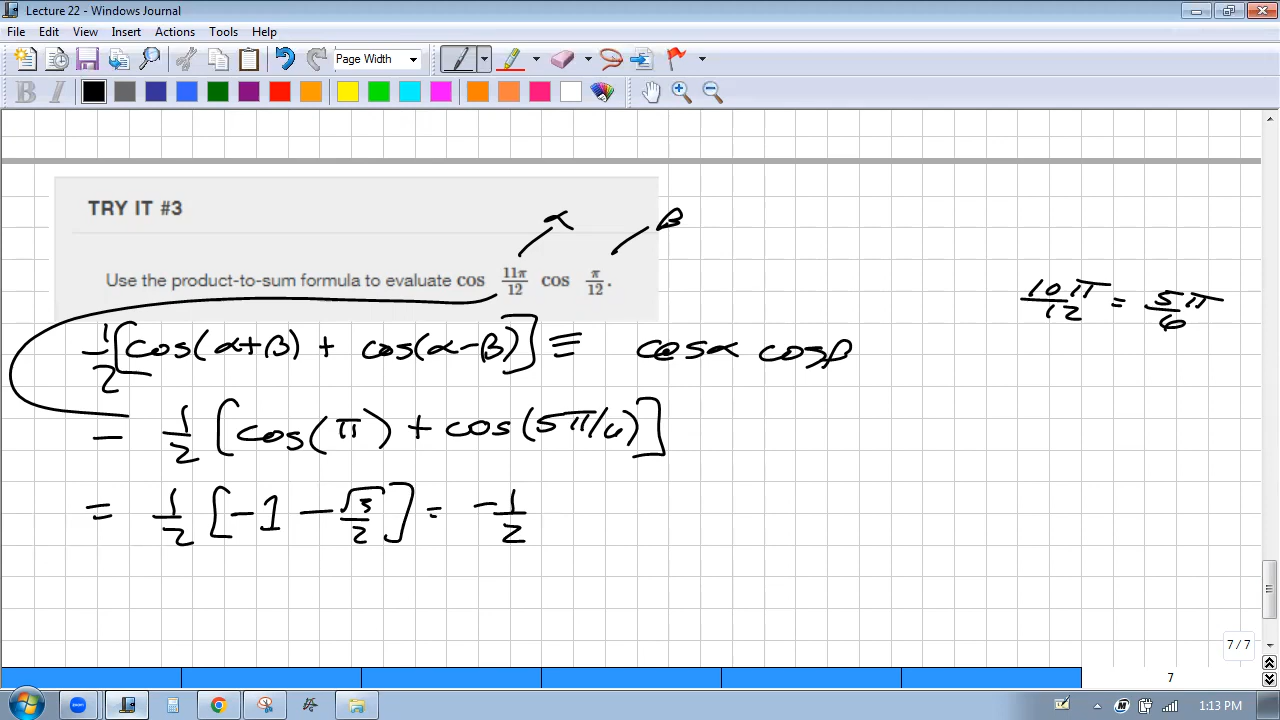 Lecture 22 - Windows Journal
File Edit View Insert Actions Tools Help
Page Width
B I
TRY IT #3
α β
Use the product-to-sum formula to evaluate cos 11π/12 cos π/12.
10π/12 = 5π/6
1/2 [cos(α+β) + cos(α-β)] ≡ cosα cosβ
- 1/2 [cos(π) + cos(5π/6)]
= 1/2 [-1 - √3/2] = -1/2
7 / 7
7
1:13 PM